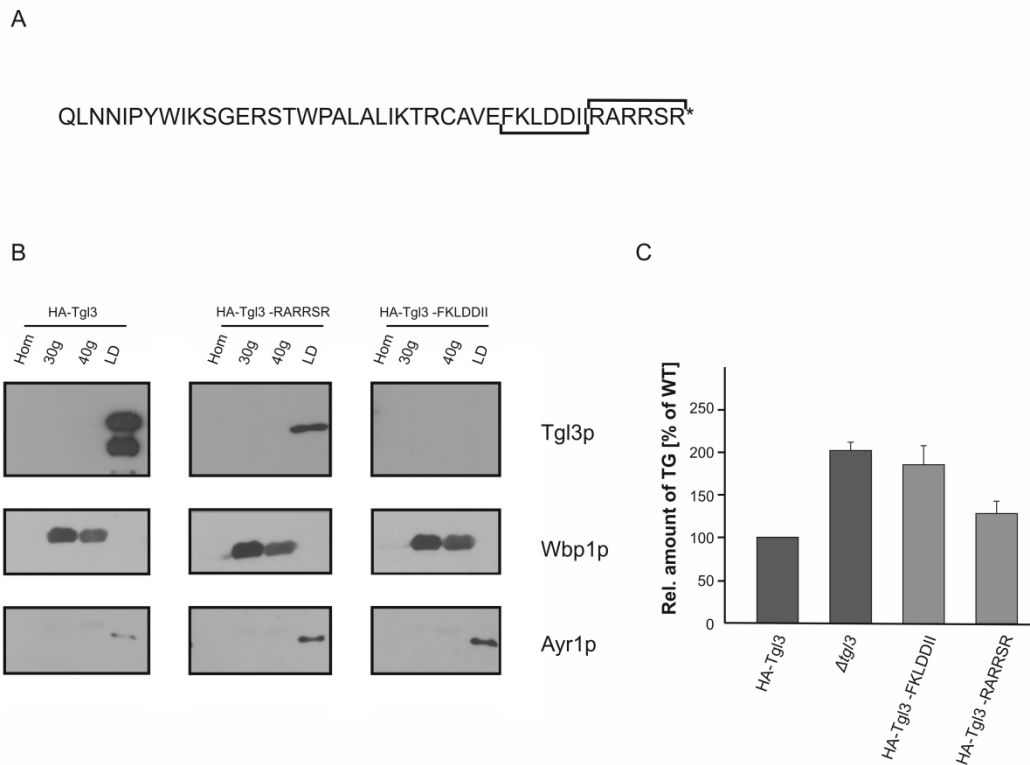 A
QLNNIPYWIKSGERSTWPALALIKTRCAVEFKLDDIIRARRSR*
B
HA-Tgl3
HA-Tgl3 -RARRSR
HA-Tgl3 -FKLDDII
Hom 30g 40g LD
Hom 30g 40g LD
Hom 30g 40g LD
Tgl3p
Wbp1p
Ayr1p
C
Rel. amount of TG [% of WT]
250
200
150
100
50
0
HA-Tgl3
Δtgl3
HA-Tgl3 -FKLDDII
HA-Tgl3 -RARRSR